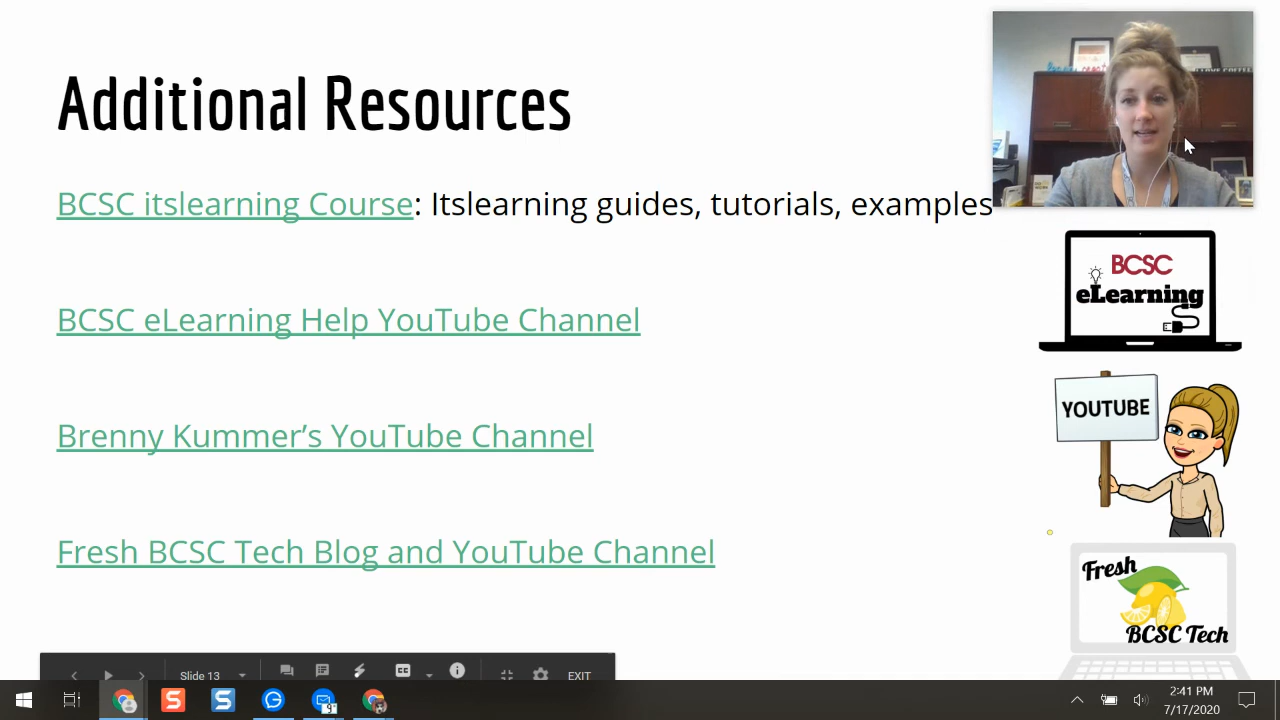 Additional Resources
BCSC itslearning Course: Itslearning guides, tutorials, examples
BCSC
eLearning
BCSC eLearning Help YouTube Channel
YOUTUBE
Brenny Kummer’s YouTube Channel
Fresh BCSC Tech Blog and YouTube Channel
Fresh
BCSC Tech
Slide 13
CC
EXIT
2:41 PM
7/17/2020